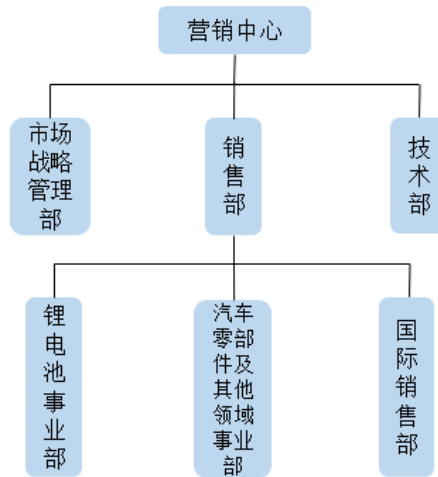 营销中心
市场
战略
管理
部
销
售
部
技
术
部
锂
电
池
事
业
部
汽车
零部
件及
其他
领域
事业
部
国
际
销
售
部